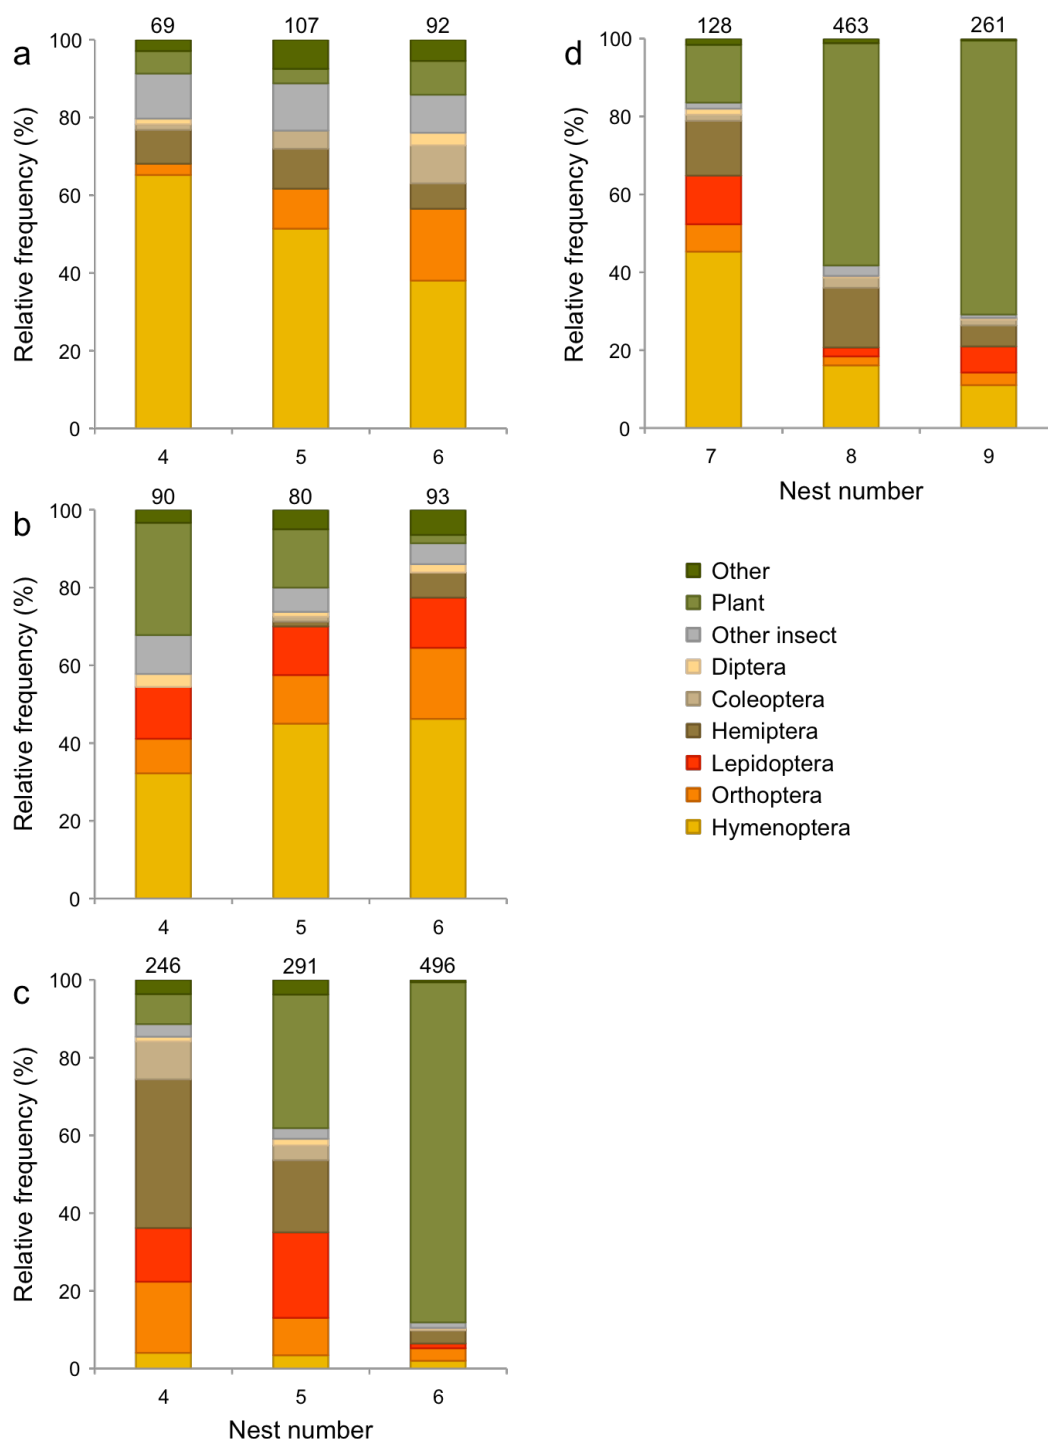 a
69 107 92
100
80
60
40
20
0
Relative frequency (%)
4 5 6
b
90 80 93
100
80
60
40
20
0
Relative frequency (%)
4 5 6
c
246 291 496
100
80
60
40
20
0
Relative frequency (%)
4 5 6
Nest number
d
128 463 261
100
80
60
40
20
0
Relative frequency (%)
7 8 9
Nest number
Other
Plant
Other insect
Diptera
Coleoptera
Hemiptera
Lepidoptera
Orthoptera
Hymenoptera